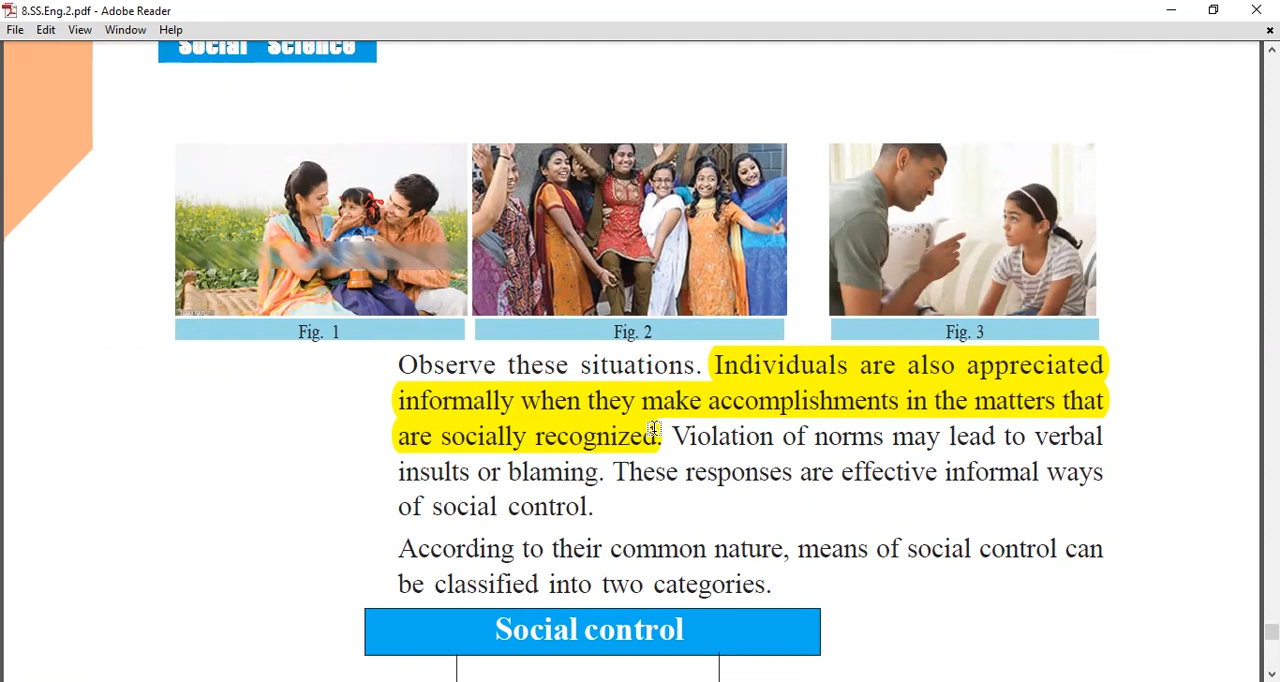 8.SS.Eng.2.pdf - Adobe Reader
File Edit View Window Help
Social Science
Fig. 1
Fig. 2
Fig. 3
Observe these situations. Individuals are also appreciated
informally when they make accomplishments in the matters that
are socially recognized. Violation of norms may lead to verbal
insults or blaming. These responses are effective informal ways
of social control.
According to their common nature, means of social control can
be classified into two categories.
Social control